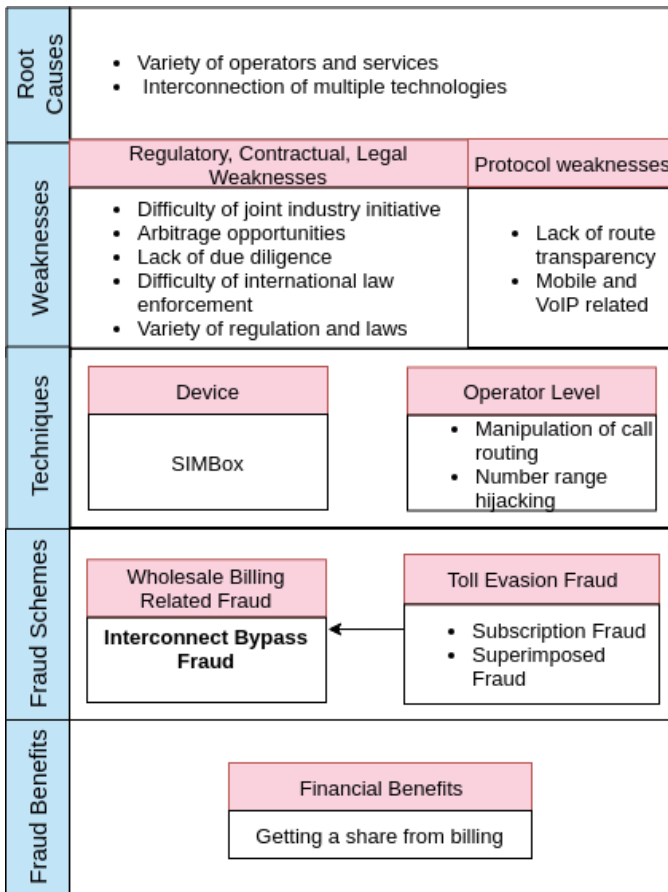 Root
Causes
• Variety of operators and services
• Interconnection of multiple technologies
Weaknesses
Regulatory, Contractual, Legal
Weaknesses
• Difficulty of joint industry initiative
• Arbitrage opportunities
• Lack of due diligence
• Difficulty of international law
enforcement
• Variety of regulation and laws
Protocol weaknesses
• Lack of route
transparency
• Mobile and
VoIP related
Techniques
Device
SIMBox
Operator Level
• Manipulation of call
routing
• Number range
hijacking
Fraud Schemes
Wholesale Billing
Related Fraud
Interconnect Bypass
Fraud
Toll Evasion Fraud
• Subscription Fraud
• Superimposed
Fraud
Fraud Benefits
Financial Benefits
Getting a share from billing